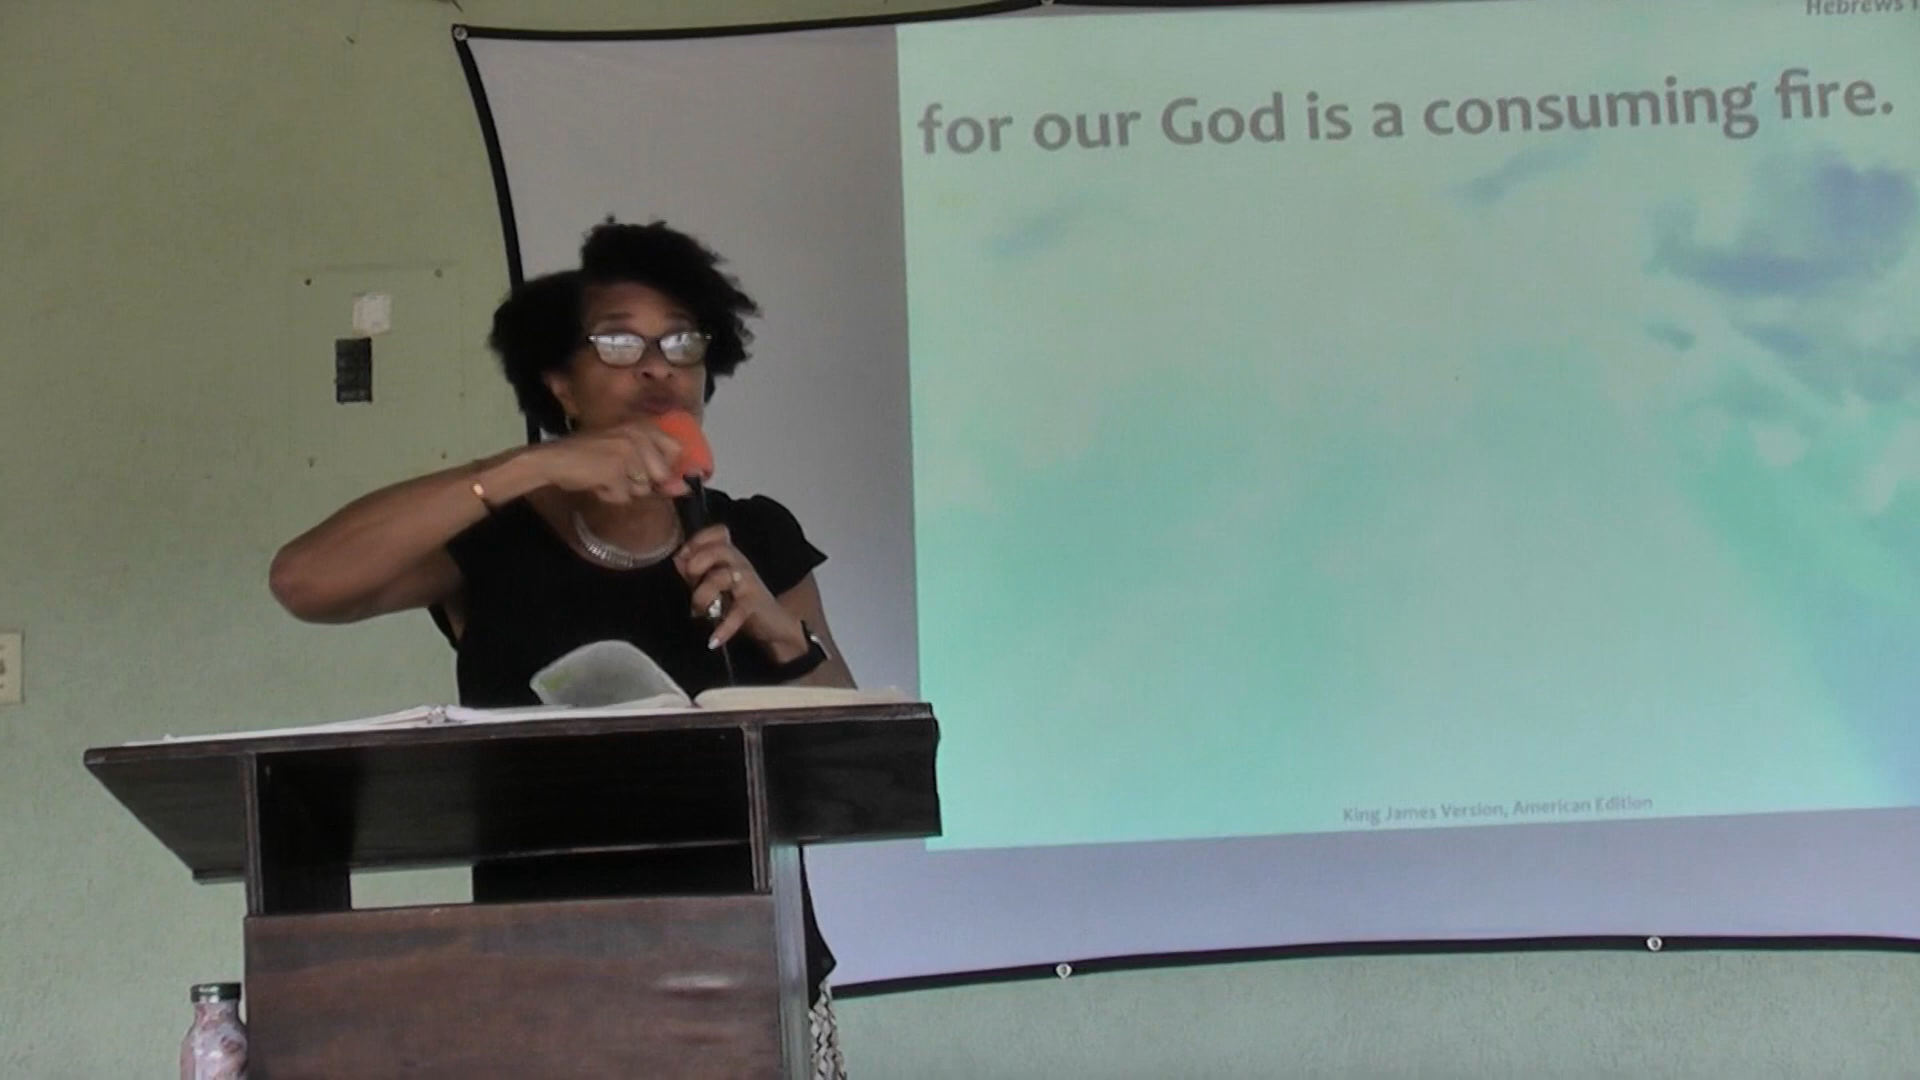 Hebrews
for our God is a consuming fire.
King James Version, American Edition